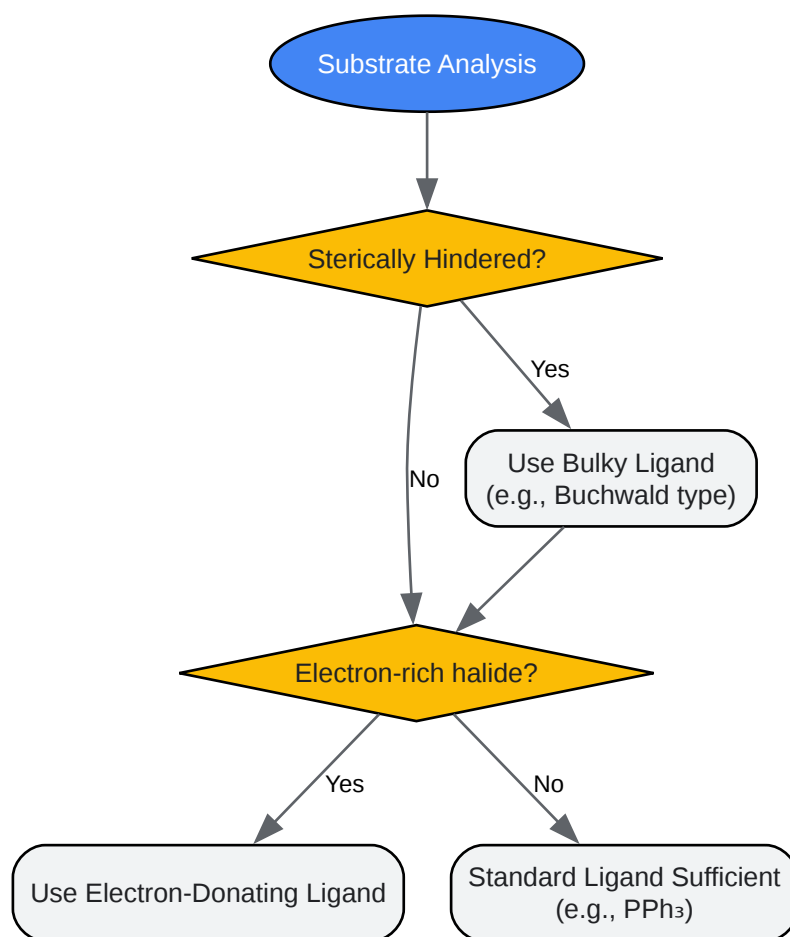 Substrate Analysis
Sterically Hindered?
Yes
Use Bulky Ligand
(e.g., Buchwald type)
No
Electron-rich halide?
Yes
No
Use Electron-Donating Ligand
Standard Ligand Sufficient
(e.g., PPh₃)